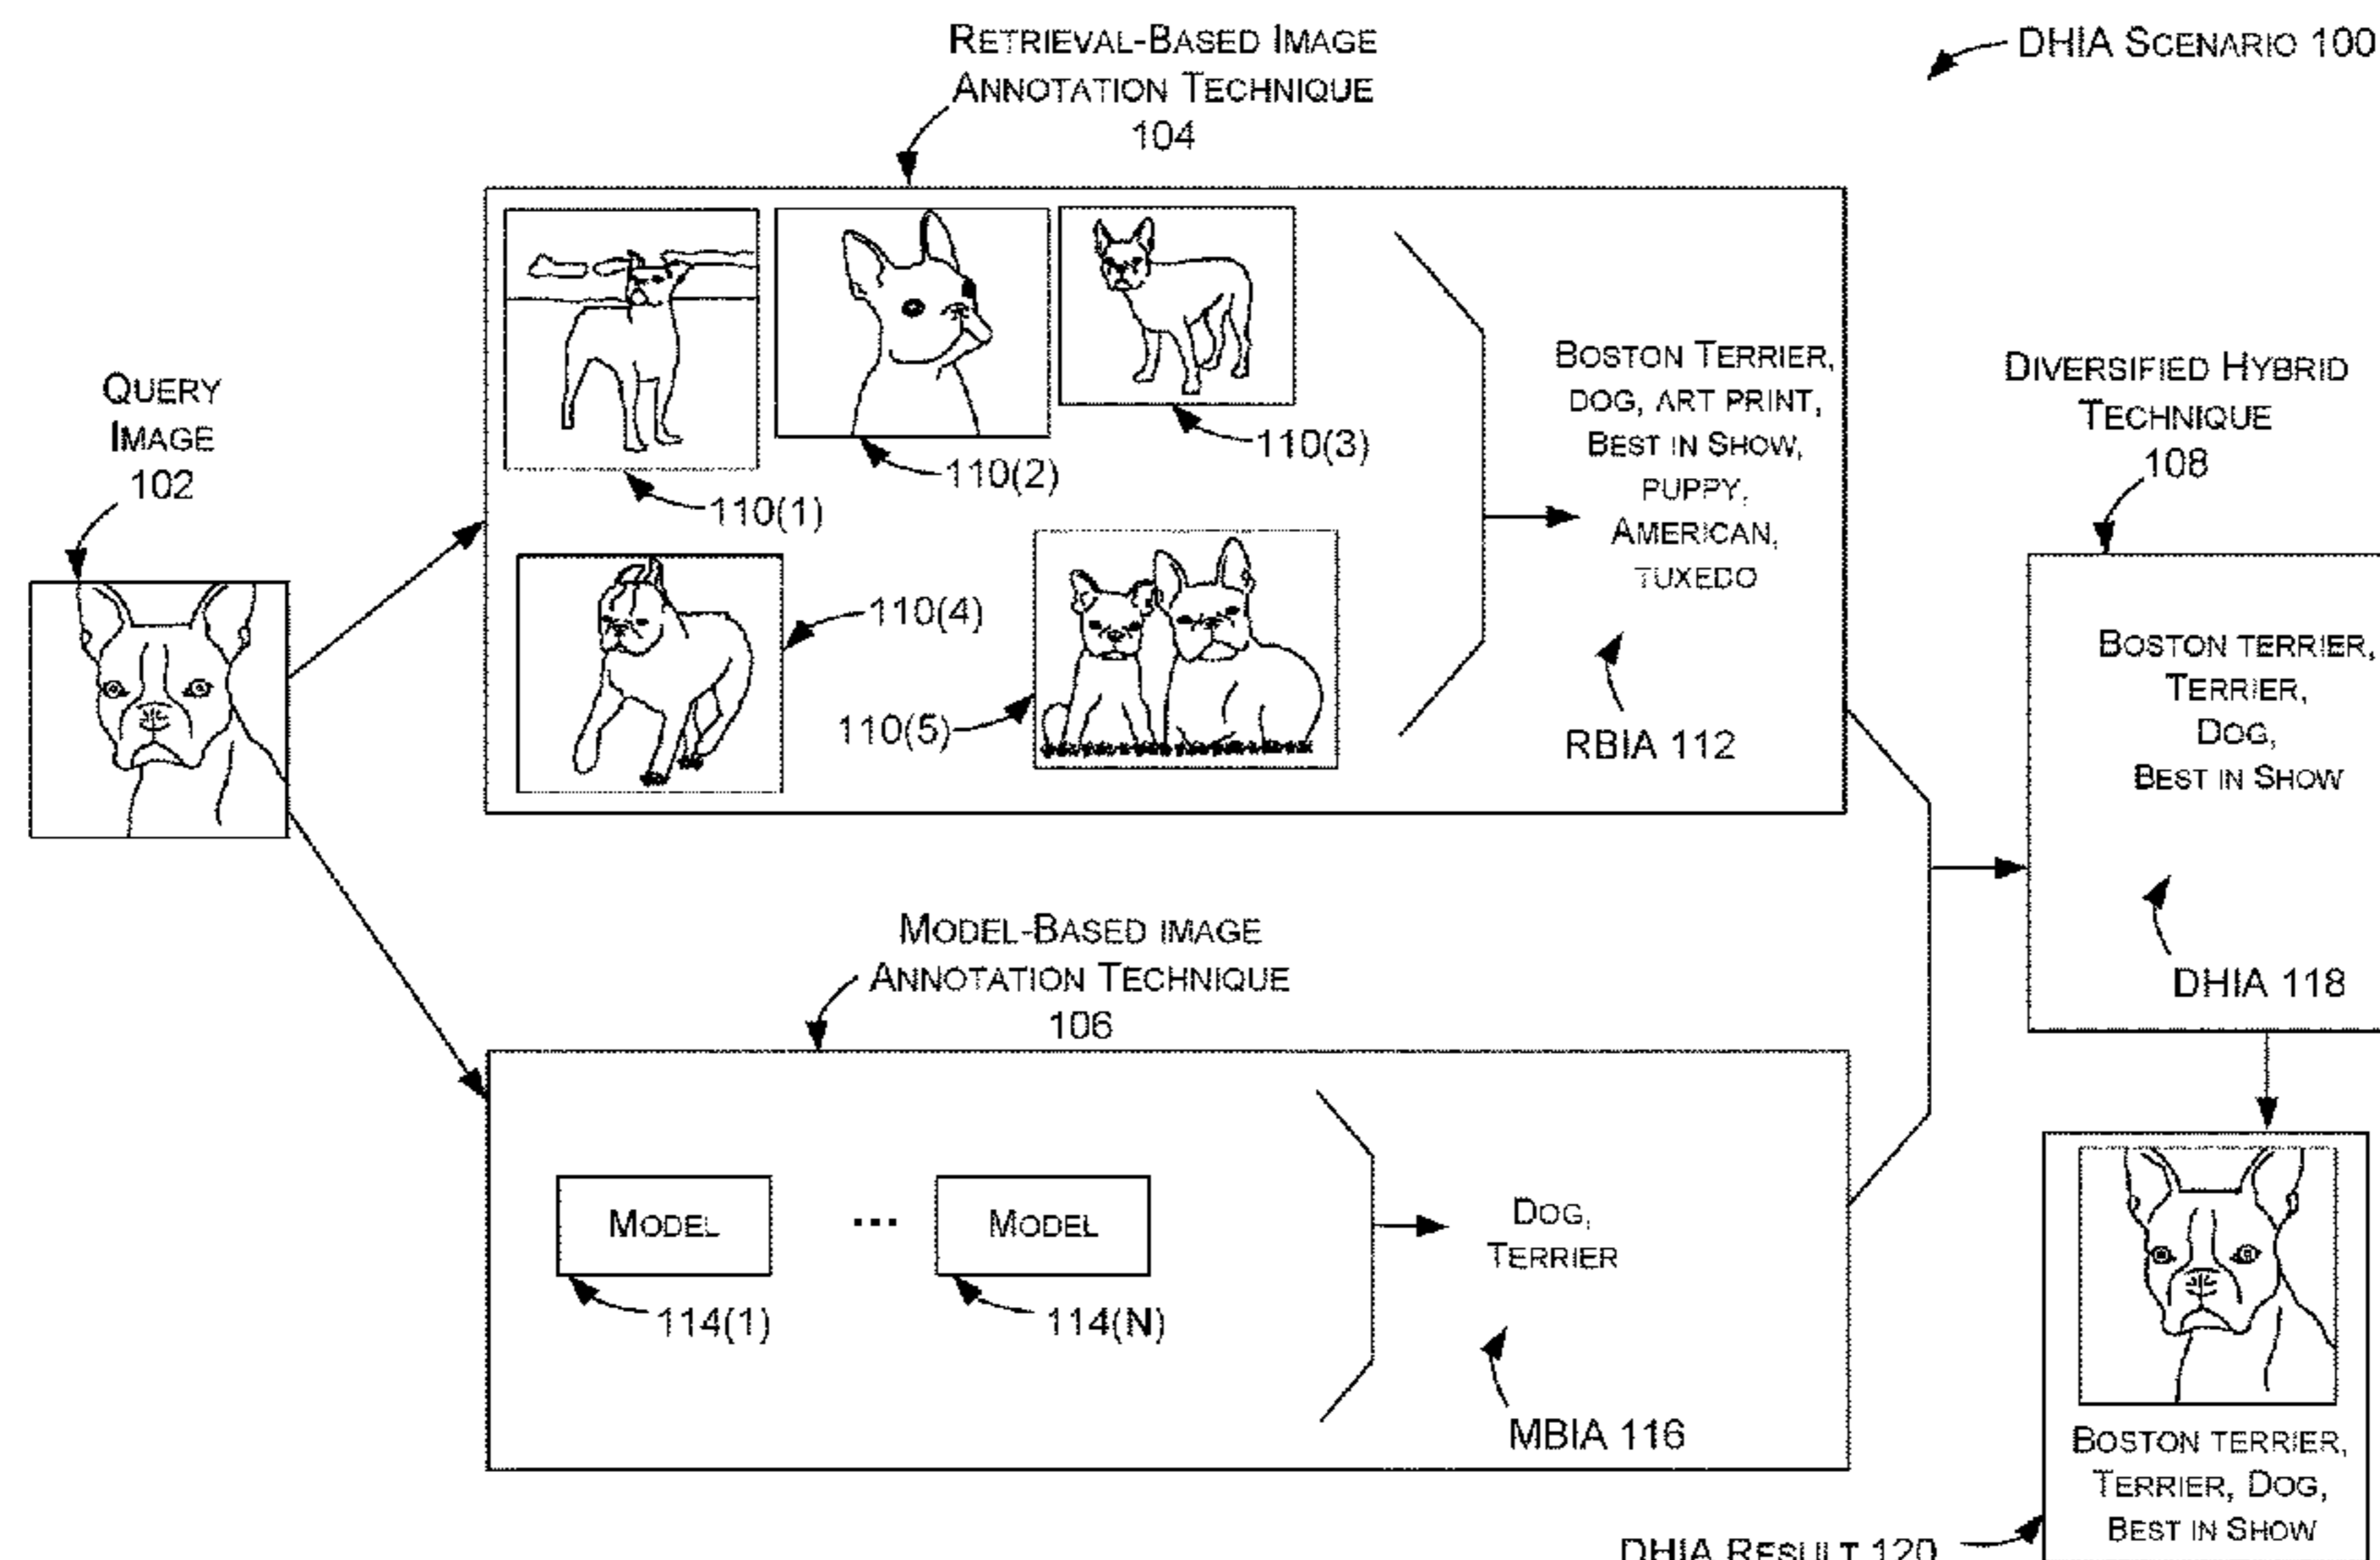 RETRIEVAL-BASED IMAGE
ANNOTATION TECHNIQUE
104
DHIA SCENARIO 100
QUERY
IMAGE
102
110(1)
110(2)
110(3)
110(4)
110(5)
BOSTON TERRIER,
DOG, ART PRINT,
BEST IN SHOW,
PUPPY,
AMERICAN,
TUXEDO
RBIA 112
DIVERSIFIED HYBRID
TECHNIQUE
108
BOSTON TERRIER,
TERRIER,
DOG,
BEST IN SHOW
DHIA 118
MODEL-BASED IMAGE
ANNOTATION TECHNIQUE
106
MODEL
...
MODEL
114(1)
114(N)
DOG,
TERRIER
MBIA 116
BOSTON TERRIER,
TERRIER, DOG,
BEST IN SHOW
DHIA RESULT 120